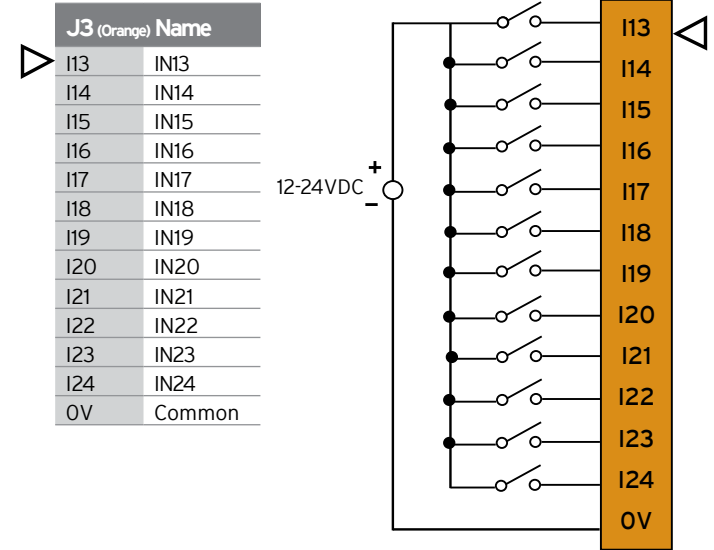 J3 (Orange) Name
I13 IN13
I14 IN14
I15 IN15
I16 IN16
I17 IN17
I18 IN18
I19 IN19
I20 IN20
I21 IN21
I22 IN22
I23 IN23
I24 IN24
0V Common
+
12-24VDC
−
I13
I14
I15
I16
I17
I18
I19
I20
I21
I22
I23
I24
0V